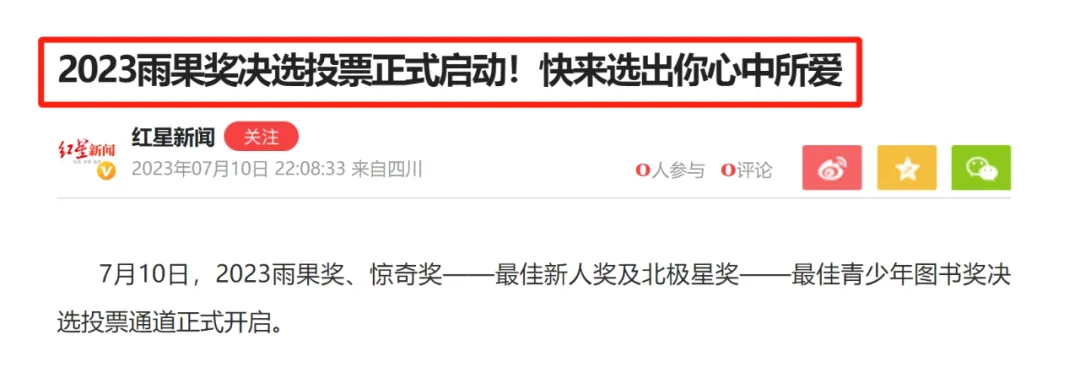 2023雨果奖决选投票正式启动！快来选出你心中所爱
红星新闻
红星新闻 关注
2023年07月10日 22:08:33 来自四川
0人参与 0评论
7月10日，2023雨果奖、惊奇奖——最佳新人奖及北极星奖——最佳青少年图书奖决
选投票通道正式开启。